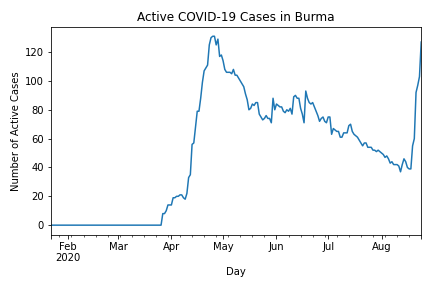 Active COVID-19 Cases in Burma
Number of Active Cases
120
100
80
60
40
20
0
Feb Mar Apr May Jun Jul Aug
2020
Day